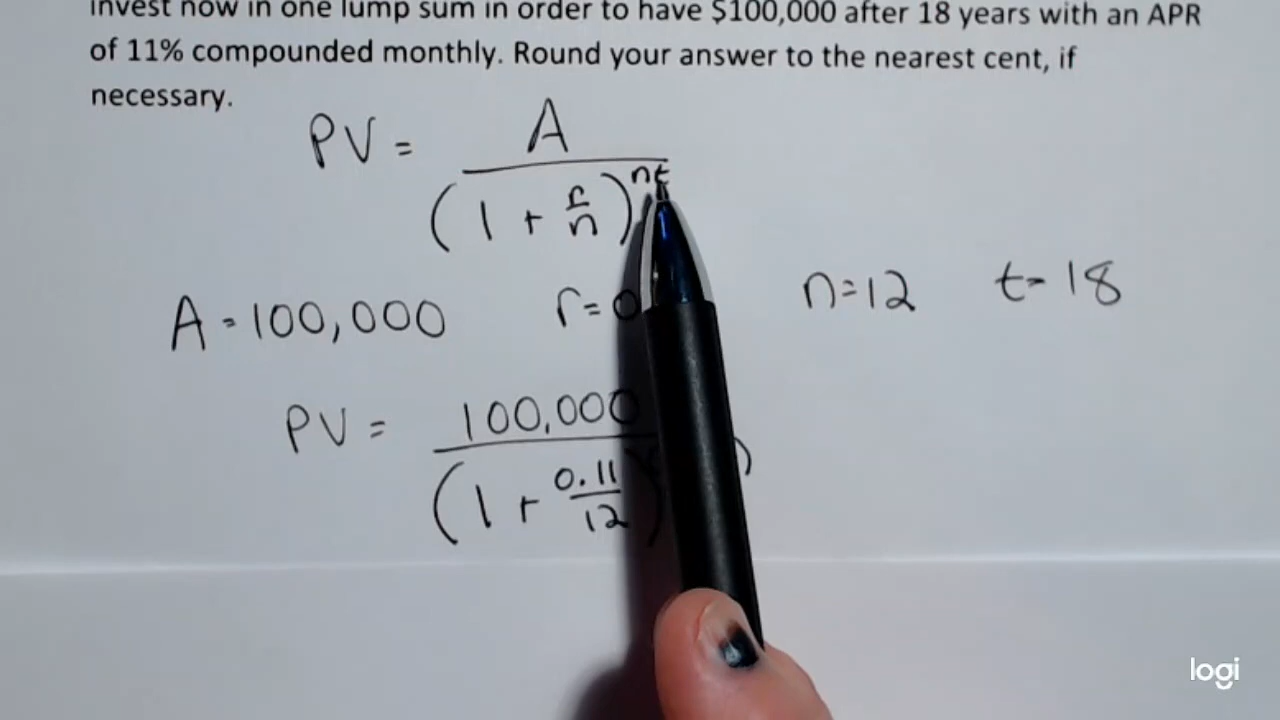 invest now in one lump sum in order to have $100,000 after 18 years with an APR
of 11% compounded monthly. Round your answer to the nearest cent, if
necessary.
PV = A
(1 + r/n)^nt
A = 100,000 r = 0 n = 12 t = 18
PV = 100,000
(1 + 0.11/12) )
logi